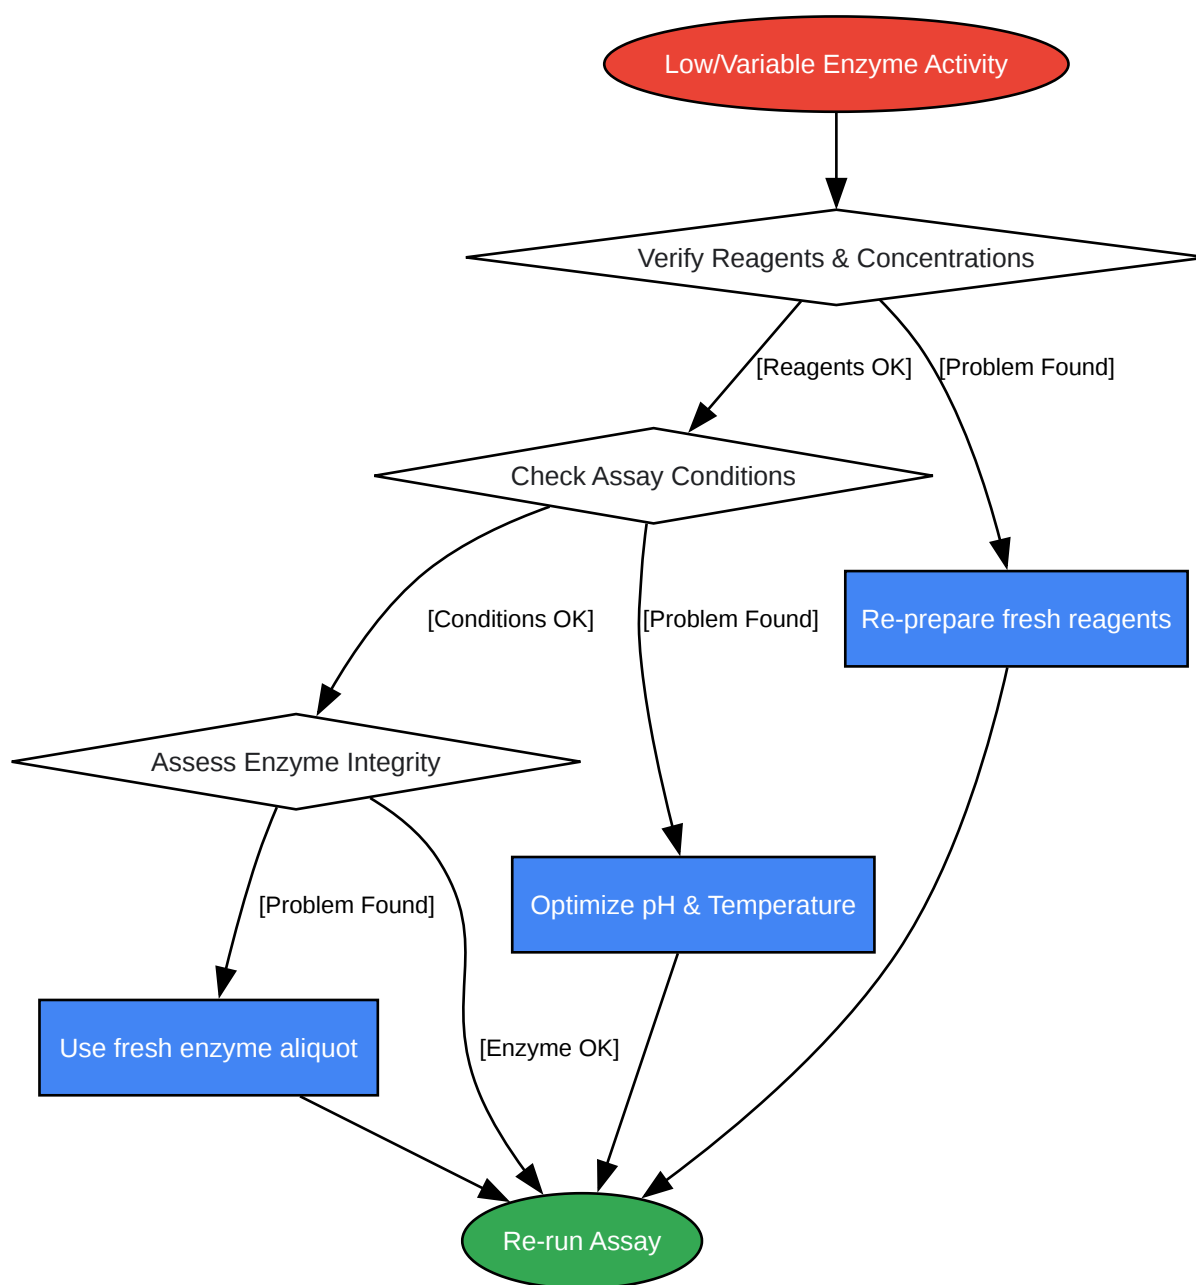 Low/Variable Enzyme Activity
Verify Reagents & Concentrations
[Reagents OK]
[Problem Found]
Check Assay Conditions
[Conditions OK]
[Problem Found]
Re-prepare fresh reagents
Assess Enzyme Integrity
[Problem Found]
Optimize pH & Temperature
Use fresh enzyme aliquot
[Enzyme OK]
Re-run Assay